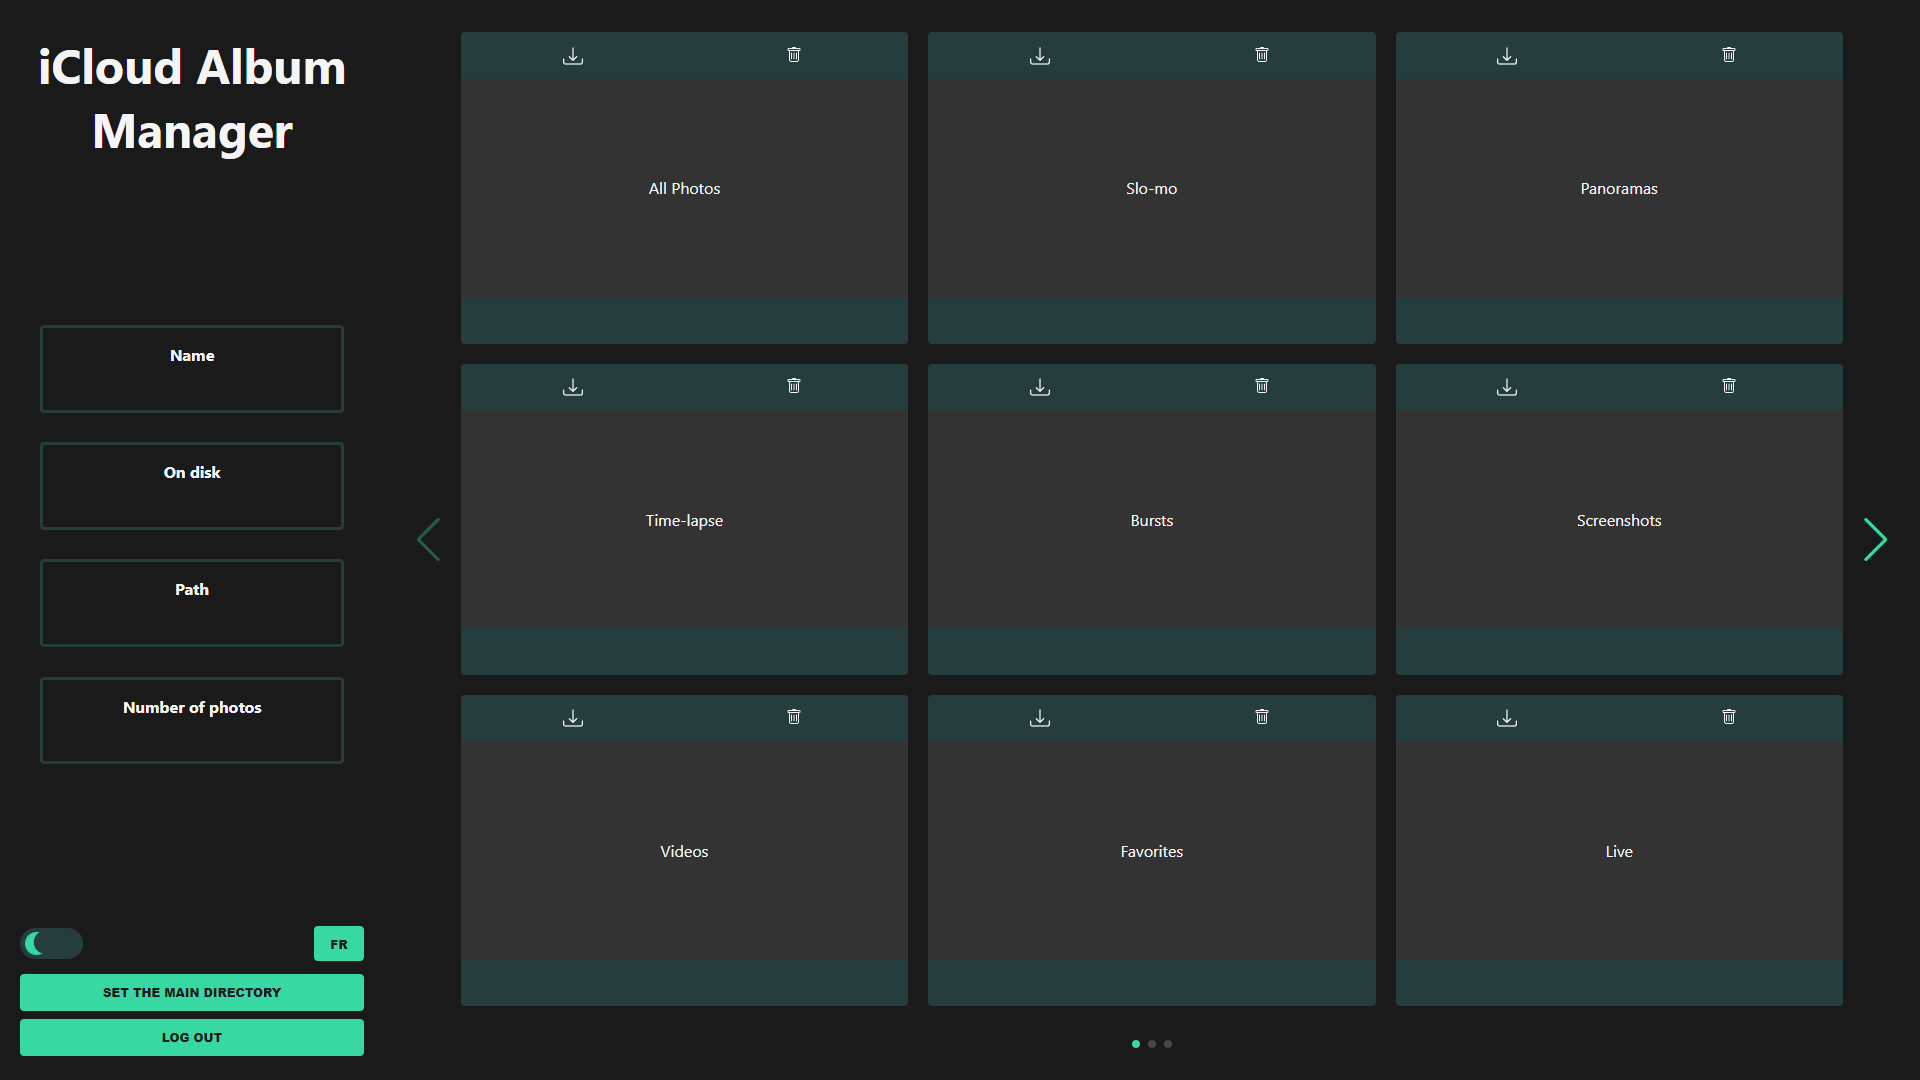 iCloud Album
Manager
Name
On disk
Path
Number of photos
FR
SET THE MAIN DIRECTORY
LOG OUT
All Photos
Slo-mo
Panoramas
Time-lapse
Bursts
Screenshots
Videos
Favorites
Live